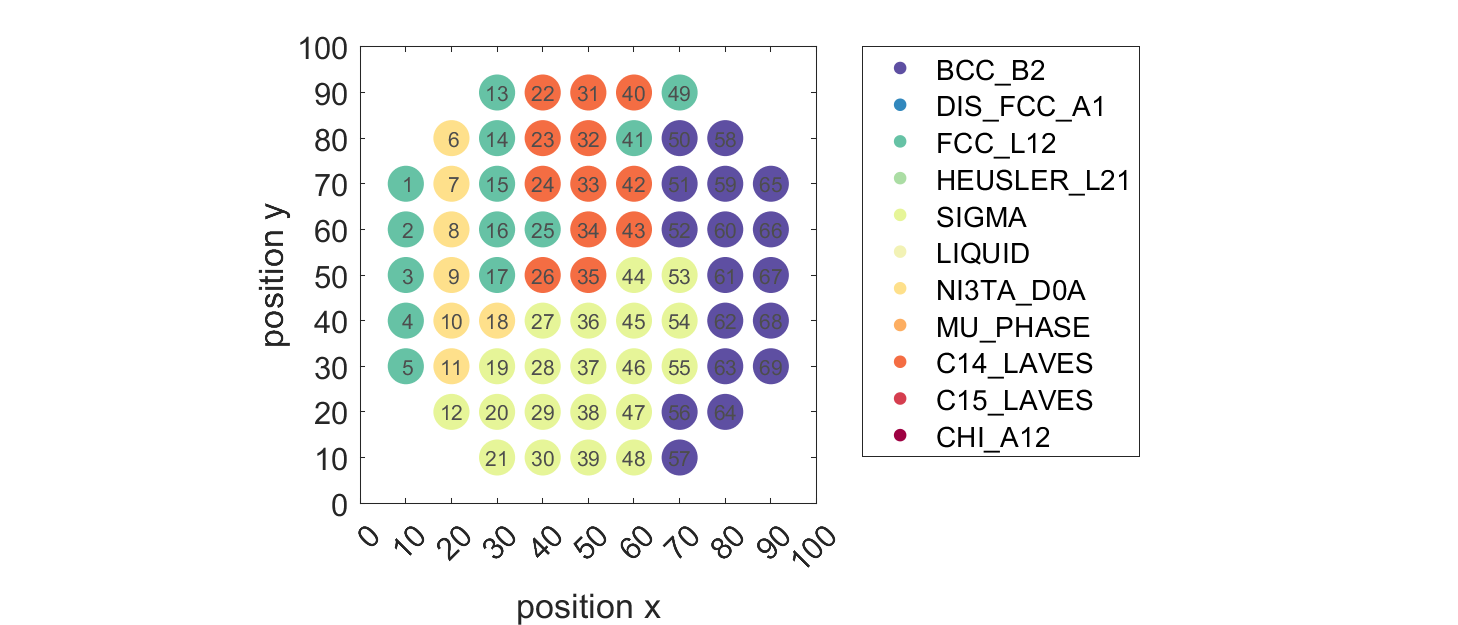 100
90
80
70
60
50
40
30
20
10
0
position y
13 22 31 40 49
6 14 23 32 41 50 58
1 7 15 24 33 42 51 59 65
2 8 16 25 34 43 52 60 66
3 9 17 26 35 44 53 61 67
4 10 18 27 36 45 54 62 68
5 11 19 28 37 46 55 63 69
12 20 29 38 47 56 64
21 30 39 48 57
0 10 20 30 40 50 60 70 80 90 100
position x
BCC_B2
DIS_FCC_A1
FCC_L12
HEUSLER_L21
SIGMA
LIQUID
NI3TA_D0A
MU_PHASE
C14_LAVES
C15_LAVES
CHI_A12